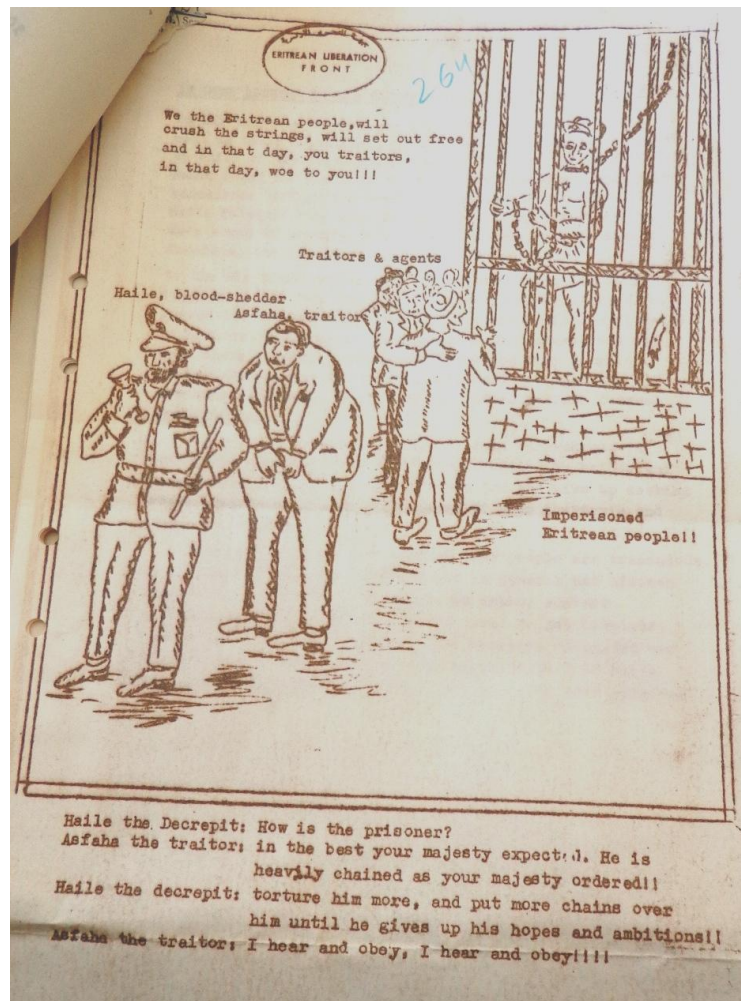 ERITREAN LIBERATION
FRONT
264
We the Eritrean people,will
crush the strings, will set out free
and in that day, you traitors,
in that day, woe to you!!!
Traitors & agents
Haile, blood-shedder
Asfaha, traitor
Imperisoned
Eritrean people!!
Haile the Decrepit: How is the prisoner?
Asfaha the traitor: in the best your majesty expected. He is
heavily chained as your majesty ordered!!
Haile the decrepit: torture him more, and put more chains over
him until he gives up his hopes and ambitions!!
Asfaha the traitor: I hear and obey, I hear and obey!!!!